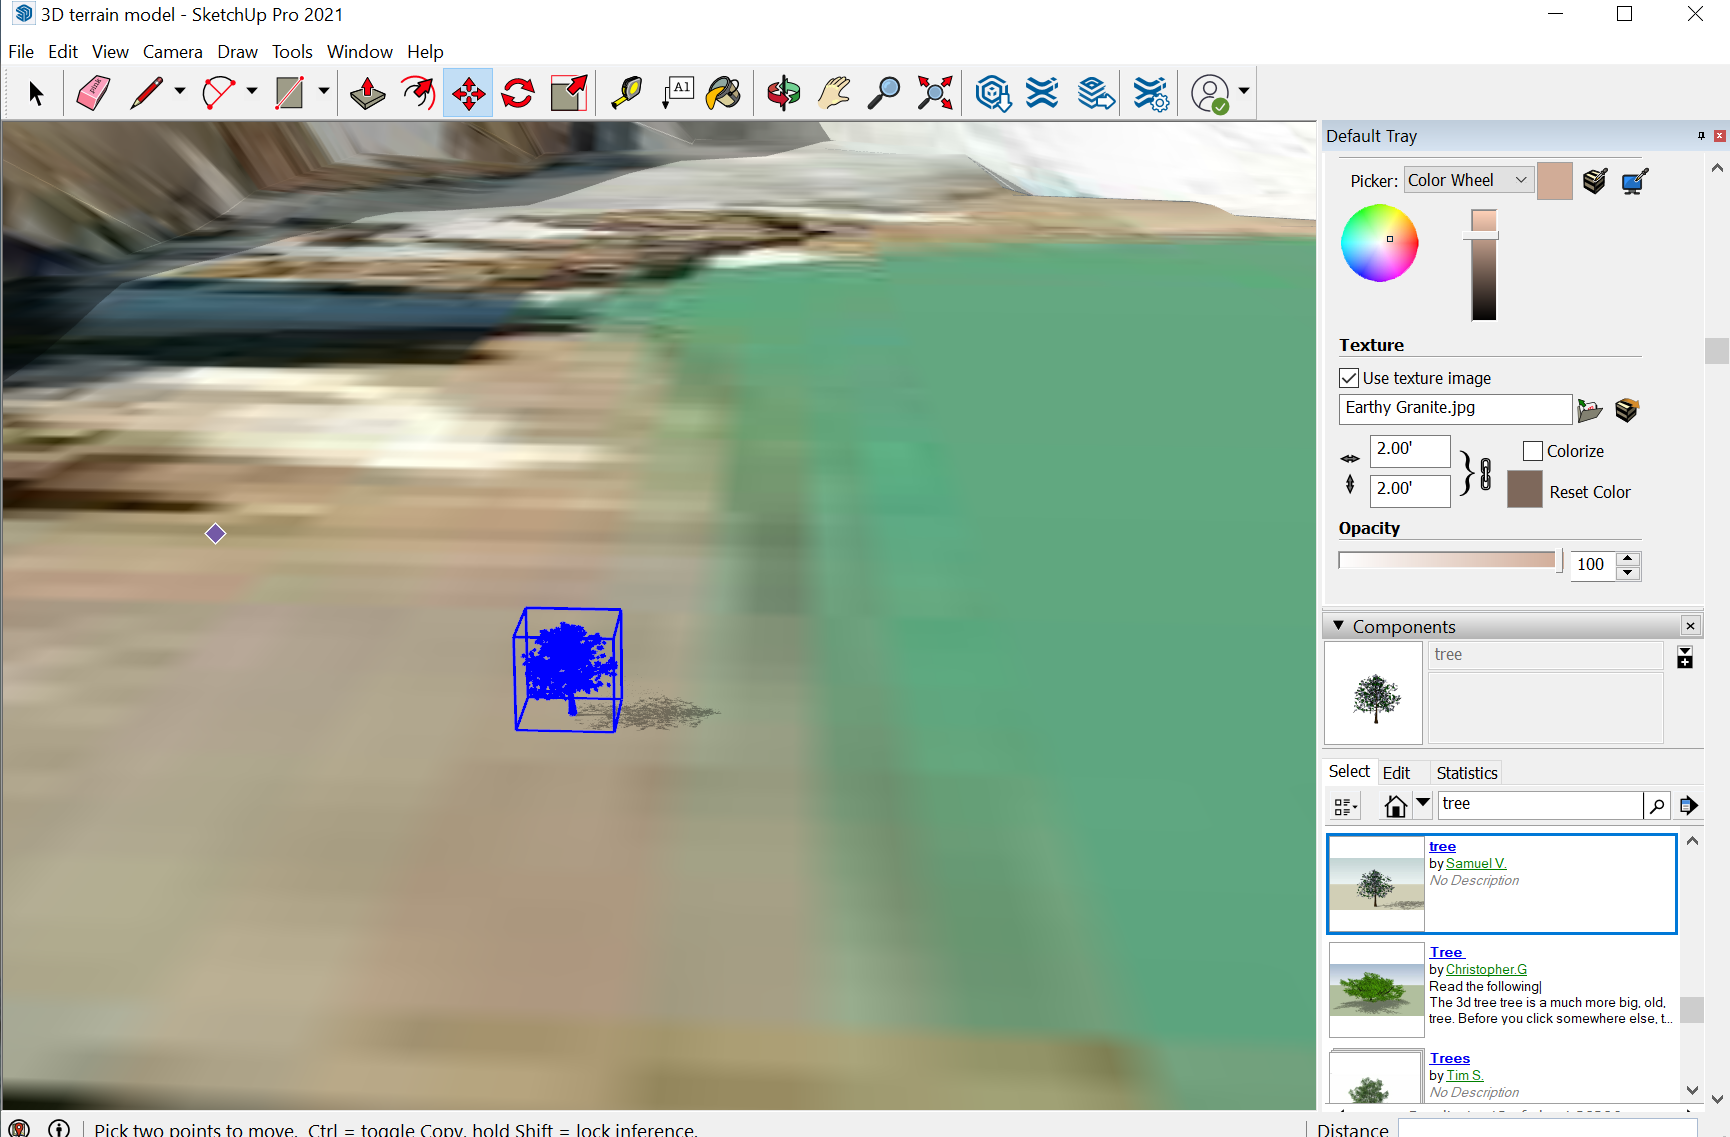 3D terrain model - SketchUp Pro 2021
File Edit View Camera Draw Tools Window Help
A1
Default Tray
Picker: Color Wheel
Texture
Use texture image
Earthy Granite.jpg
2.00'
Colorize
2.00'
Reset Color
Opacity
100
Components
tree
Select Edit Statistics
tree
tree
by Samuel V.
No Description
Tree
by Christopher.G
Read the following|
The 3d tree tree is a much more big, old,
tree. Before you click somewhere else, t...
Trees
by Tim S.
No Description
Pick two points to move. Ctrl = toggle Copy, hold Shift = lock inference.
Distance